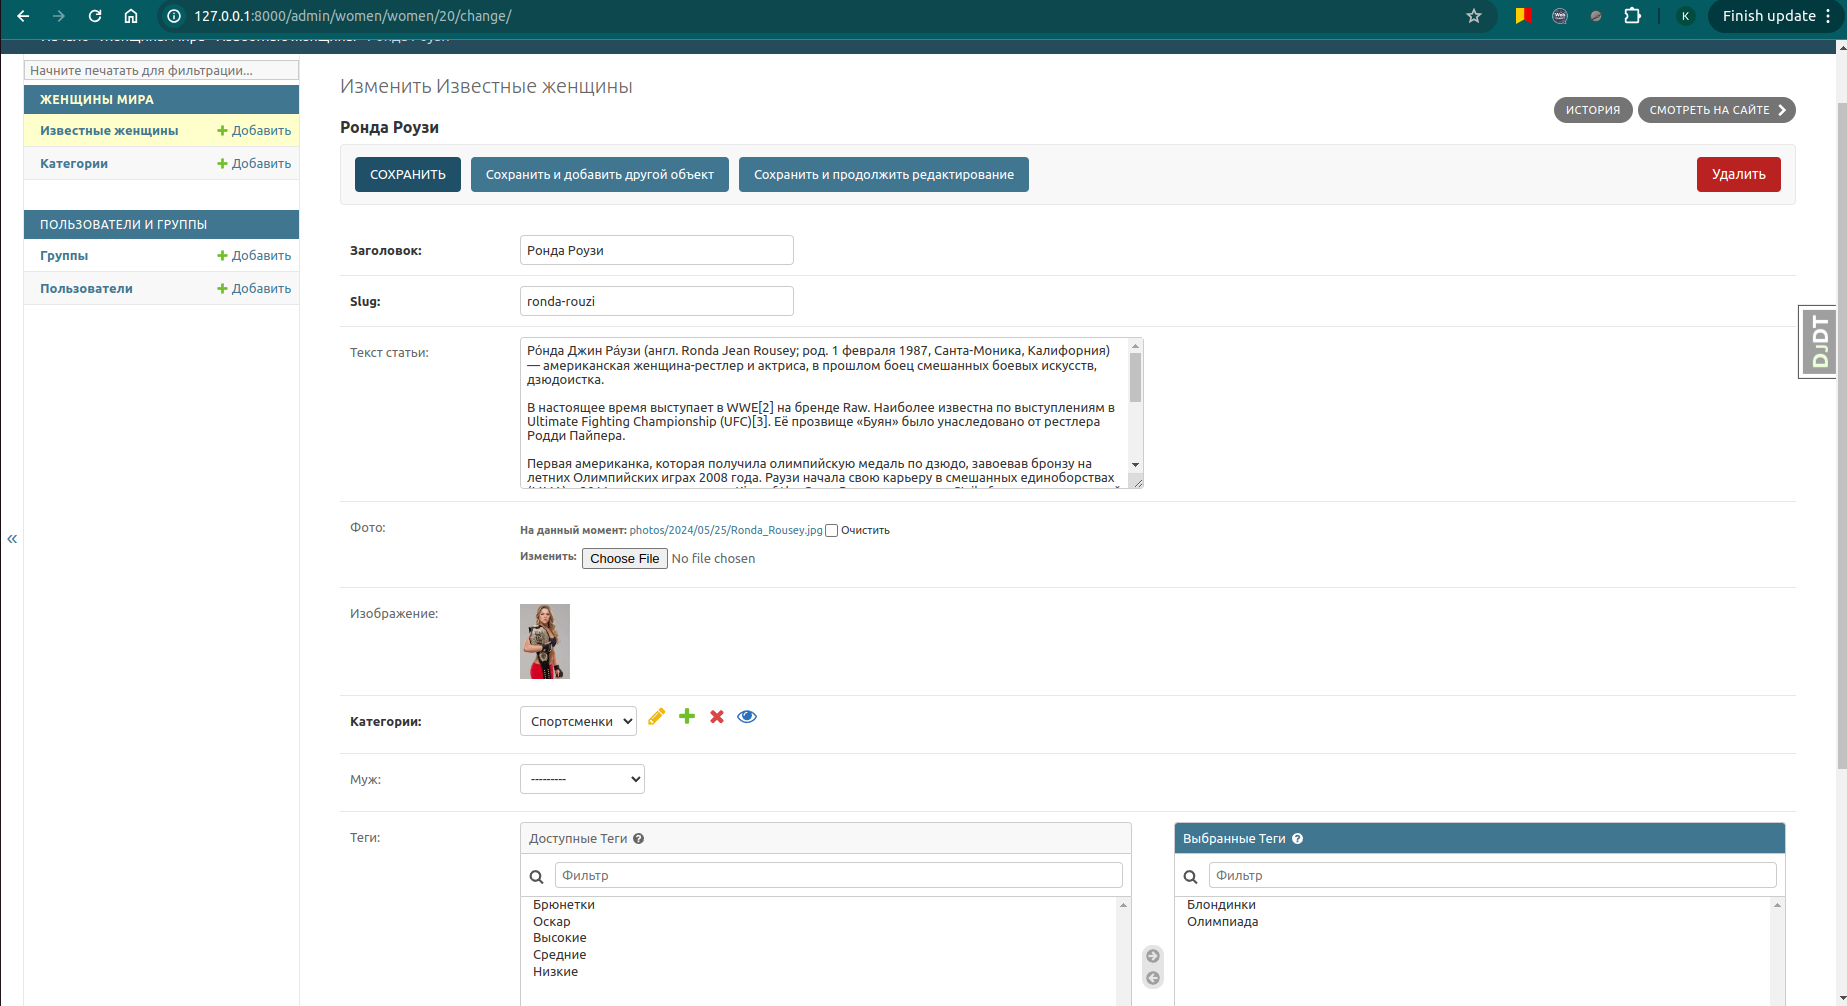 127.0.0.1:8000/admin/women/women/20/change/
K
Finish update
Начните печатать для фильтрации...
ЖЕНЩИНЫ МИРА
Известные женщины
Добавить
Категории
Добавить
ПОЛЬЗОВАТЕЛИ И ГРУППЫ
Группы
Добавить
Пользователи
Добавить
«
Изменить Известные женщины
ИСТОРИЯ
СМОТРЕТЬ НА САЙТЕ
Ронда Роузи
СОХРАНИТЬ
Сохранить и добавить другой объект
Сохранить и продолжить редактирование
Удалить
Заголовок:
Ронда Роузи
Slug:
ronda-rouzi
Текст статьи:
Ро́нда Джин Ра́узи (англ. Ronda Jean Rousey; род. 1 февраля 1987, Санта-Моника, Калифорния)
— американская женщина-рестлер и актриса, в прошлом боец смешанных боевых искусств,
дзюдоистка.
В настоящее время выступает в WWE[2] на бренде Raw. Наиболее известна по выступлениям в
Ultimate Fighting Championship (UFC)[3]. Её прозвище «Буян» было унаследовано от рестлера
Родди Пайпера.
Первая американка, которая получила олимпийскую медаль по дзюдо, завоевав бронзу на
летних Олимпийских играх 2008 года. Раузи начала свою карьеру в смешанных единоборствах
DJDT
Фото:
На данный момент: photos/2024/05/25/Ronda_Rousey.jpg Очистить
Изменить: Choose File No file chosen
Изображение:
Категории:
Спортсменки
Муж:
---------
Теги:
Доступные Теги ?
Фильтр
Брюнетки
Оскар
Высокие
Средние
Низкие
Выбранные Теги ?
Фильтр
Блондинки
Олимпиада